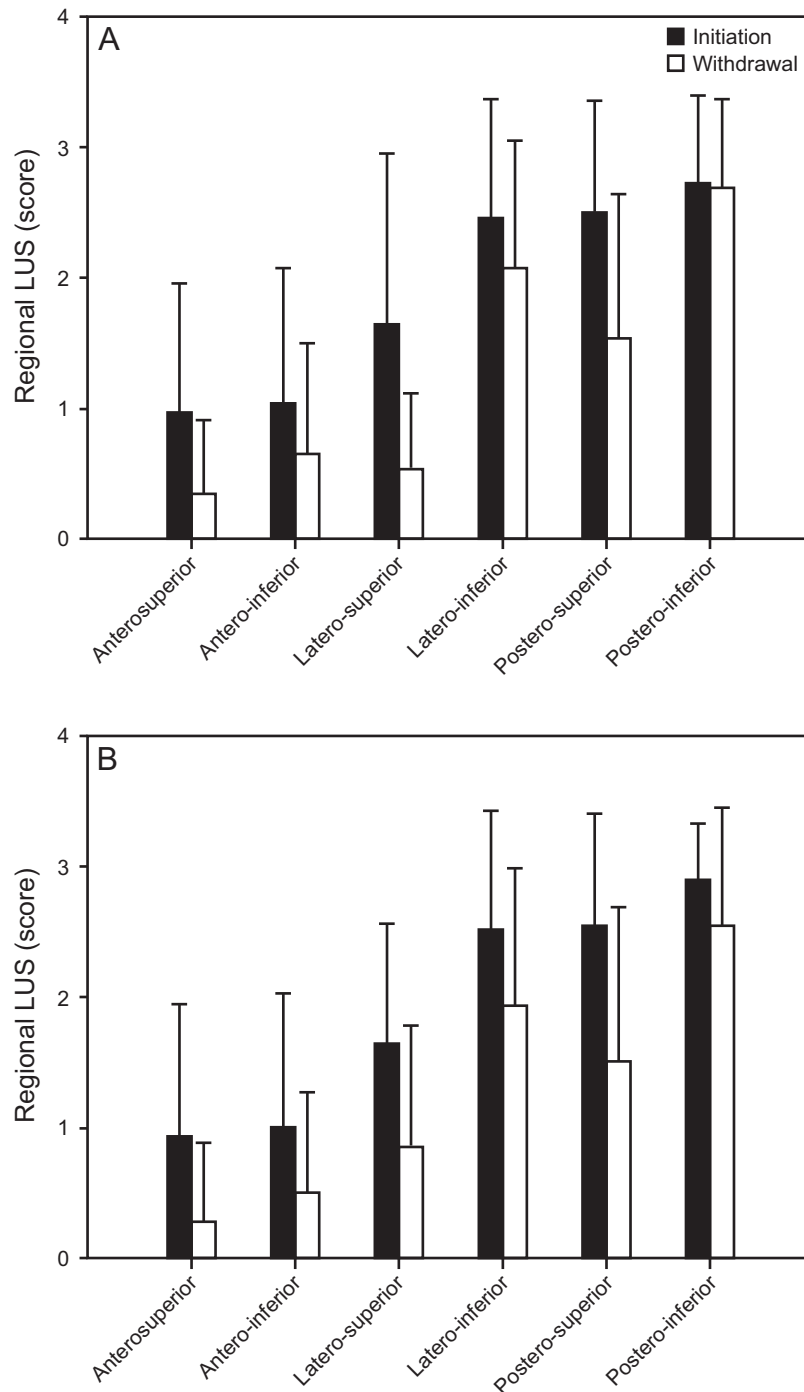 A
Initiation
Withdrawal
Regional LUS (score)
4
3
2
1
0
Anterosuperior
Antero-inferior
Latero-superior
Latero-inferior
Postero-superior
Postero-inferior
B
Regional LUS (score)
4
3
2
1
0
Anterosuperior
Antero-inferior
Latero-superior
Latero-inferior
Postero-superior
Postero-inferior